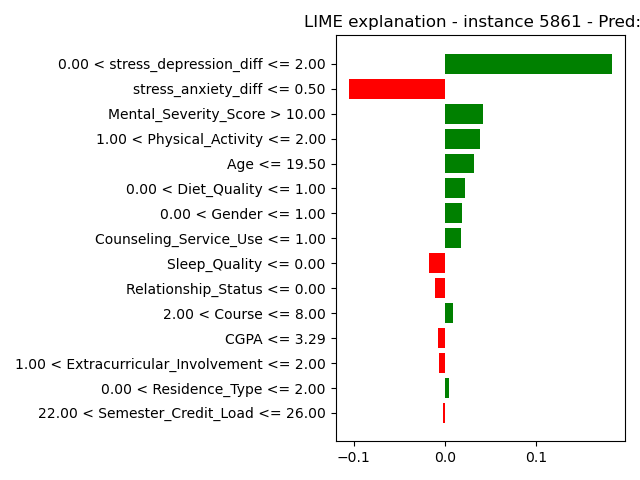 LIME explanation - instance 5861 - Pred:
0.00 < stress_depression_diff <= 2.00
stress_anxiety_diff <= 0.50
Mental_Severity_Score > 10.00
1.00 < Physical_Activity <= 2.00
Age <= 19.50
0.00 < Diet_Quality <= 1.00
0.00 < Gender <= 1.00
Counseling_Service_Use <= 1.00
Sleep_Quality <= 0.00
Relationship_Status <= 0.00
2.00 < Course <= 8.00
CGPA <= 3.29
1.00 < Extracurricular_Involvement <= 2.00
0.00 < Residence_Type <= 2.00
22.00 < Semester_Credit_Load <= 26.00
−0.1 0.0 0.1